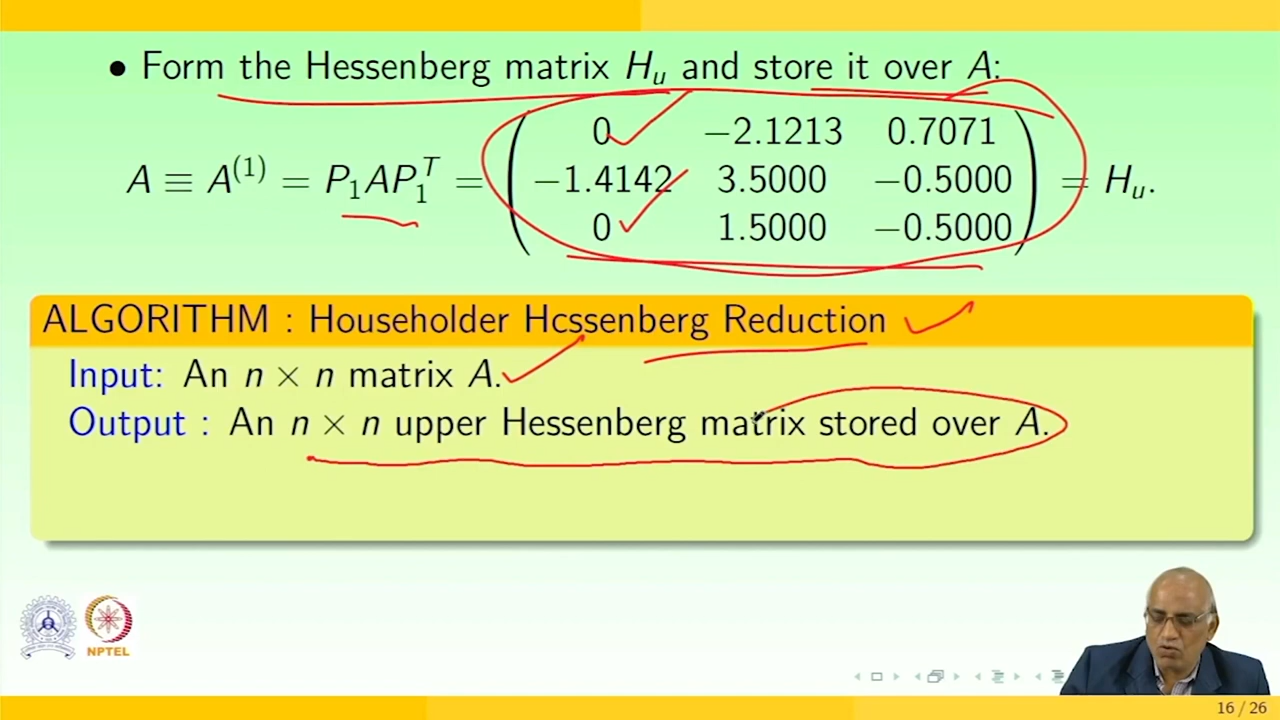 • Form the Hessenberg matrix H_u and store it over A:
0 −2.1213 0.7071
A ≡ A^(1) = P_1AP_1^T = −1.4142 3.5000 −0.5000 = H_u.
0 1.5000 −0.5000
ALGORITHM : Householder Hcssenberg Reduction
Input: An n × n matrix A.
Output : An n × n upper Hessenberg matrix stored over A.
NPTEL
16 / 26